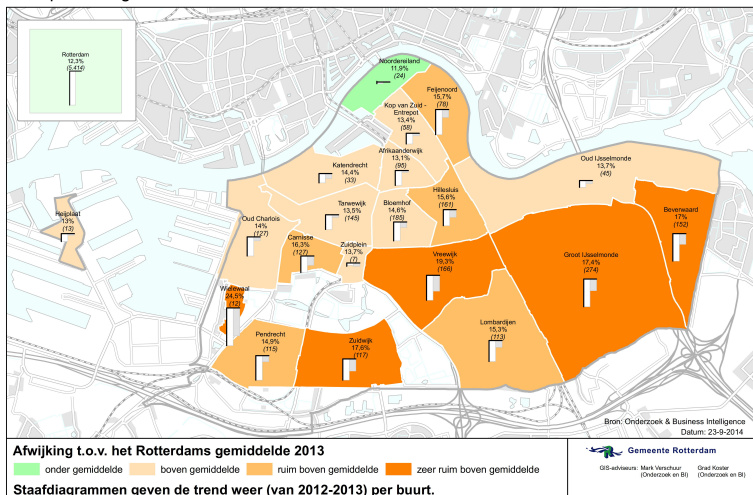 Rotterdam
12,3%
(5.414)
Noordereiland
11,9%
(24)
Feijenoord
15,7%
(78)
Kop van Zuid -
Entrepot
13,4%
(58)
Afrikaanderwijk
13,1%
(95)
Katendrecht
14,4%
(33)
Oud IJsselmonde
13,7%
(45)
Hillesluis
15,6%
(161)
Tarwewijk
13,5%
(145)
Bloemhof
14,6%
(185)
Beverwaard
17%
(152)
Heijplaat
13%
(13)
Oud Charlois
14%
(127)
Carnisse
16,3%
(127)
Zuidplein
13,7%
(7)
Vreewijk
19,3%
(166)
Groot IJsselmonde
17,4%
(274)
Wielewaal
24,5%
(12)
Lombardijen
15,3%
(113)
Pendrecht
14,9%
(115)
Zuidwijk
17,6%
(117)
Bron: Onderzoek & Business Intelligence
Datum: 23-9-2014
Afwijking t.o.v. het Rotterdams gemiddelde 2013
onder gemiddelde boven gemiddelde ruim boven gemiddelde zeer ruim boven gemiddelde
Staafdiagrammen geven de trend weer (van 2012-2013) per buurt.
Gemeente Rotterdam
GIS-adviseurs: Mark Verschuur Grad Koster
(Onderzoek en BI) (Onderzoek en BI)